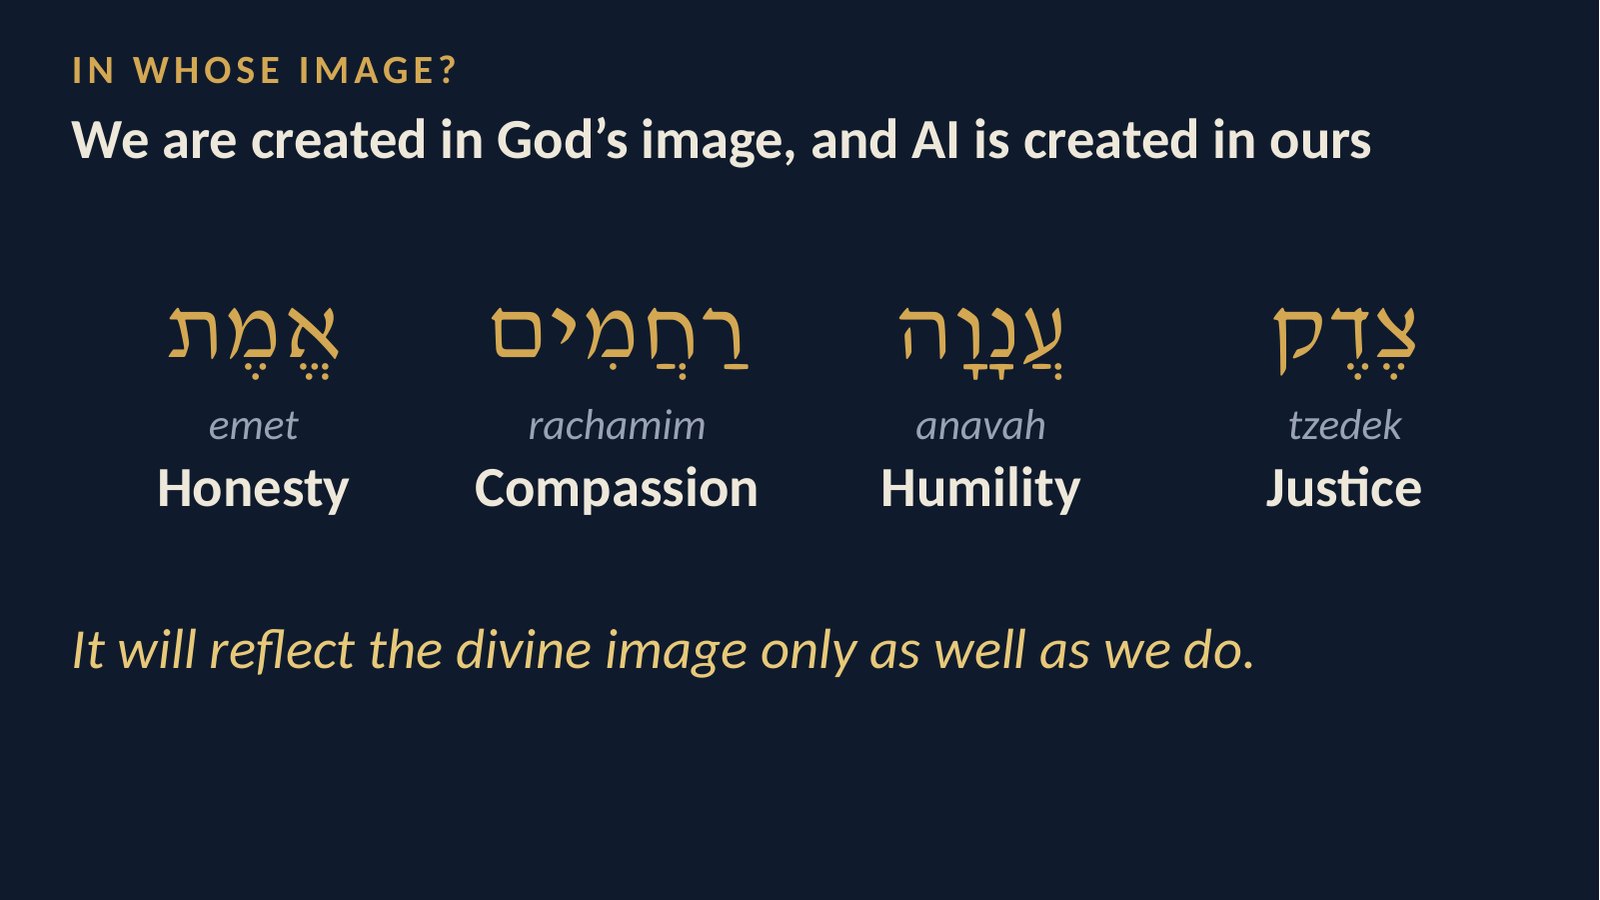 IN WHOSE IMAGE?
We are created in God’s image, and AI is created in ours
אֱמֶת
emet
Honesty
רַחֲמִים
rachamim
Compassion
עֲנָוָה
anavah
Humility
צֶדֶק
tzedek
Justice
It will reflect the divine image only as well as we do.